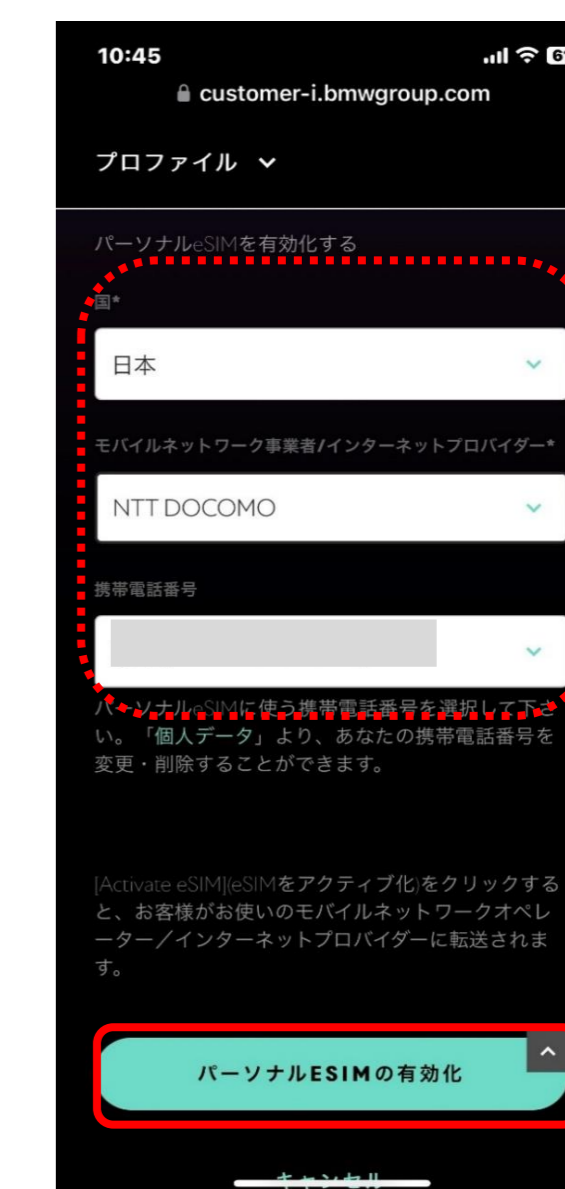 10:45
customer-i.bmwgroup.com
プロファイル
パーソナルeSIMを有効化する
国*
日本
モバイルネットワーク事業者/インターネットプロバイダー*
NTT DOCOMO
携帯電話番号
パーソナルeSIMに使う携帯電話番号を選択して下さ
い。「個人データ」より、あなたの携帯電話番号を
変更・削除することができます。
[Activate eSIM](eSIMをアクティブ化)をクリックする
と、お客様がお使いのモバイルネットワークオペレ
ーター／インターネットプロバイダーに転送されま
す。
パーソナルESIMの有効化
キャンセル